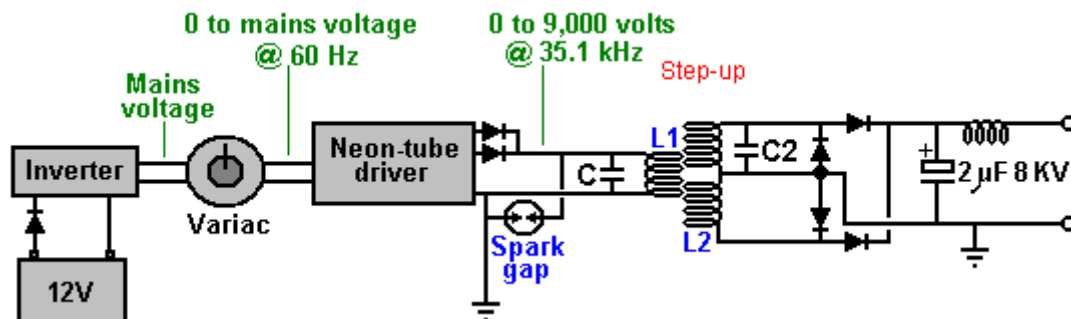 0 to mains voltage
@ 60 Hz
0 to 9,000 volts
@ 35.1 kHz
Step-up
Mains
voltage
Inverter
Variac
Neon-tube
driver
C
L1
C2
L2
Spark
gap
+
2 µF 8 KV
12V